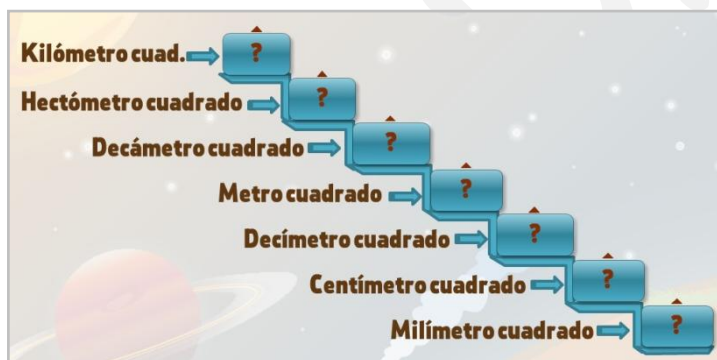 Kilómetro cuad. ?
Hectómetro cuadrado ?
Decámetro cuadrado ?
Metro cuadrado ?
Decímetro cuadrado ?
Centímetro cuadrado ?
Milímetro cuadrado ?